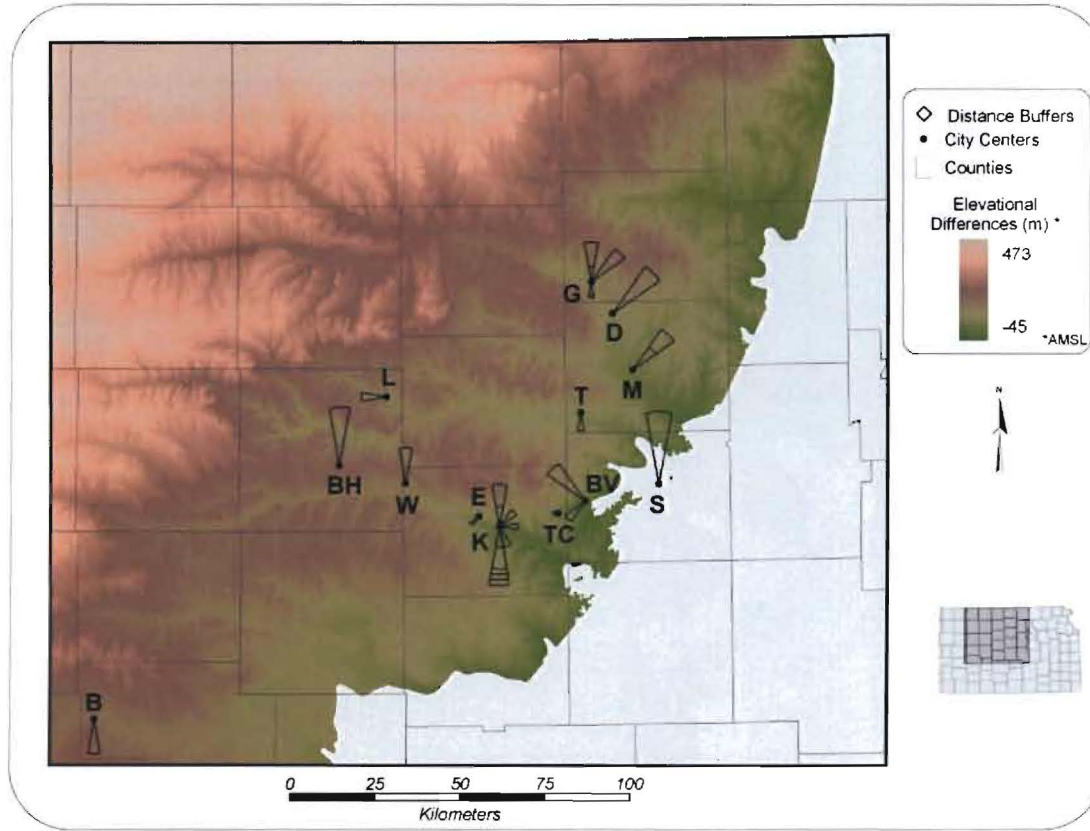 G
D
M
L
T
BH
W
E
BV
S
K
TC
B
0 25 50 75 100
Kilometers
Distance Buffers
City Centers
Counties
Elevational
Differences (m) *
473
-45
*AMSL
N